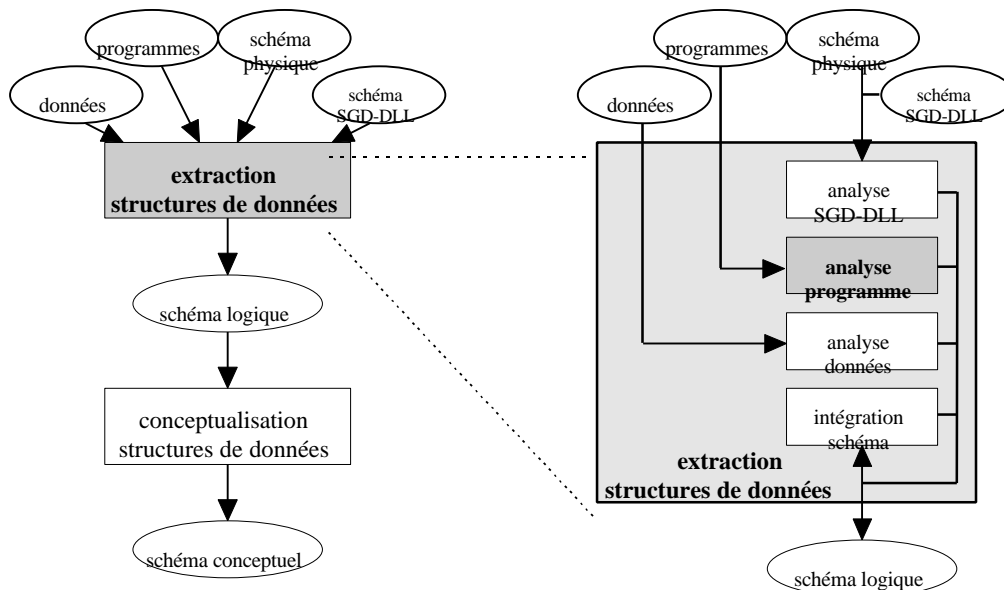 programmes
schéma
physique
données
schéma
SGD-DLL
extraction
structures de données
schéma logique
conceptualisation
structures de données
schéma conceptuel
programmes
schéma
physique
données
schéma
SGD-DLL
analyse
SGD-DLL
analyse
programme
analyse
données
intégration
schéma
extraction
structures de données
schéma logique